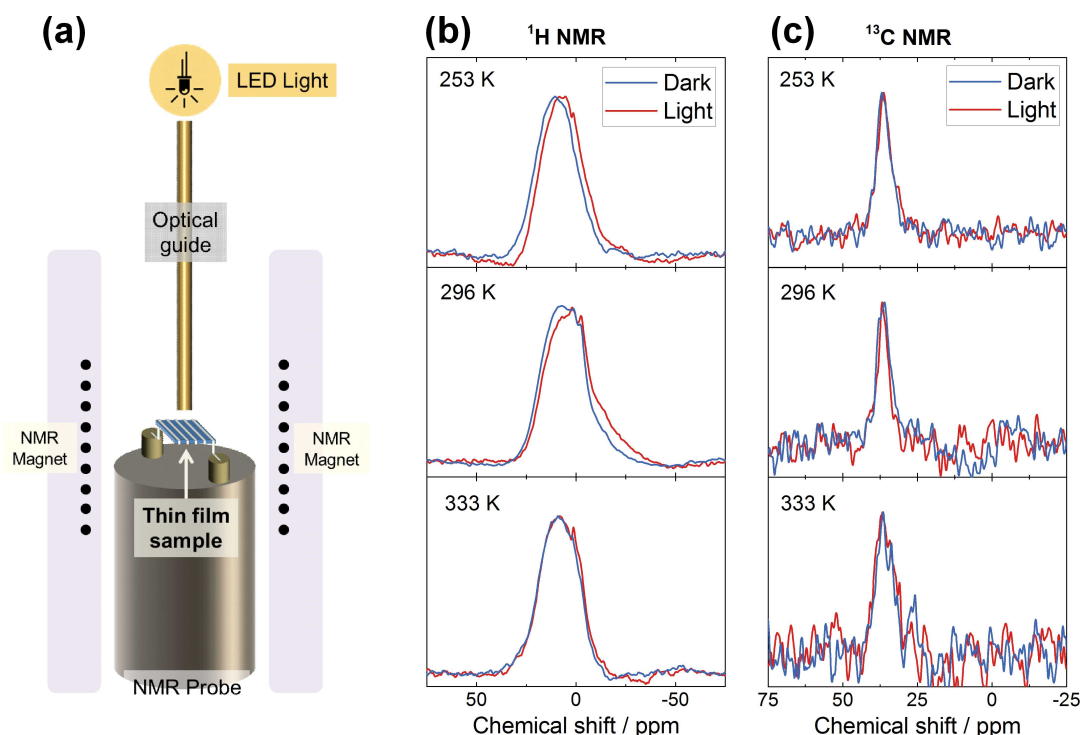 (a)
LED Light
Optical
guide
NMR
Magnet
NMR
Magnet
Thin film
sample
NMR Probe
(b)
¹H NMR
253 K
Dark
Light
296 K
333 K
50
0
-50
Chemical shift / ppm
(c)
¹³C NMR
253 K
Dark
Light
296 K
333 K
75
50
25
0
-25
Chemical shift / ppm